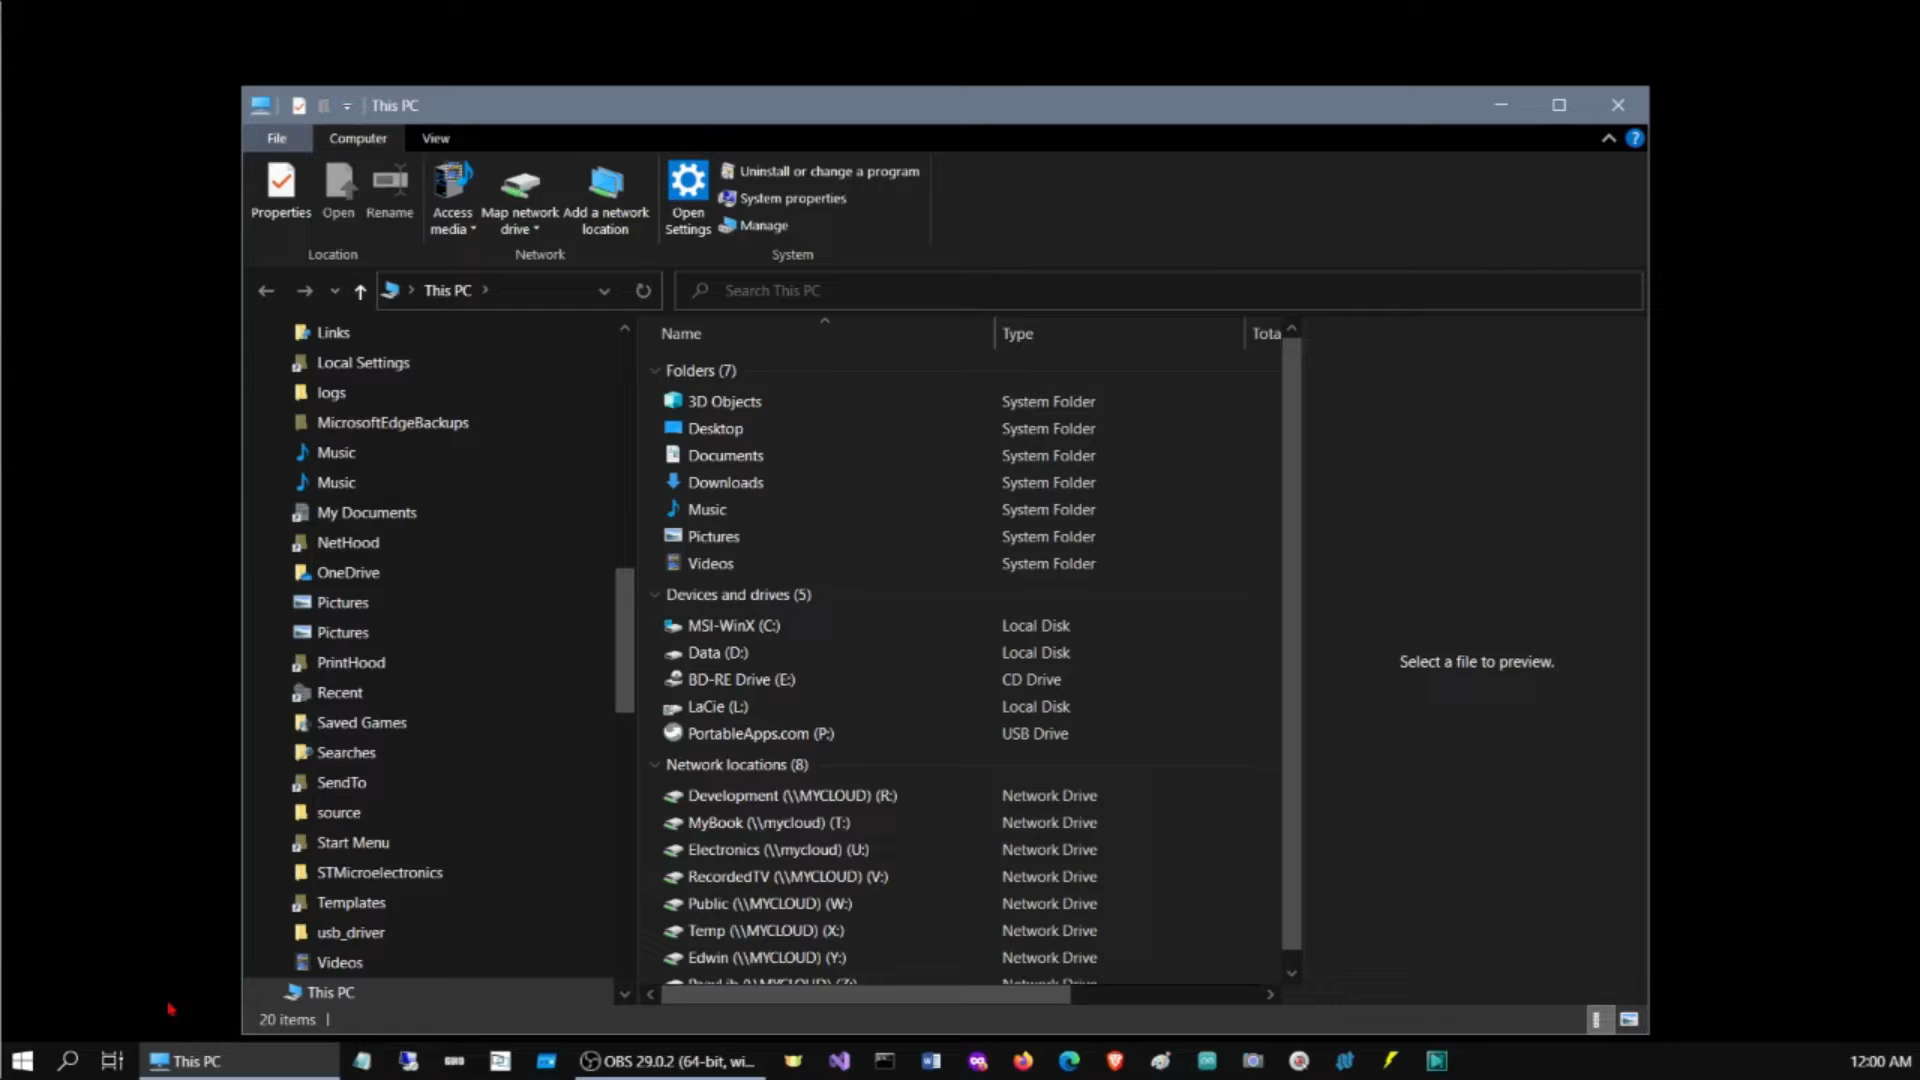 This PC
File Computer View
Uninstall or change a program
System properties
Manage
Properties Open Rename Access media Map network drive Add a network location Open Settings
Location Network System
This PC
Search This PC
Links
Local Settings
logs
MicrosoftEdgeBackups
Music
Music
My Documents
NetHood
OneDrive
Pictures
Pictures
PrintHood
Recent
Saved Games
Searches
SendTo
source
Start Menu
STMicroelectronics
Templates
usb_driver
Videos
This PC
Name Type Tota
Folders (7)
3D Objects System Folder
Desktop System Folder
Documents System Folder
Downloads System Folder
Music System Folder
Pictures System Folder
Videos System Folder
Devices and drives (5)
MSI-WinX (C:) Local Disk
Data (D:) Local Disk
BD-RE Drive (E:) CD Drive
LaCie (L:) Local Disk
PortableApps.com (P:) USB Drive
Network locations (8)
Development (\\MYCLOUD) (R:) Network Drive
MyBook (\\mycloud) (T:) Network Drive
Electronics (\\mycloud) (U:) Network Drive
RecordedTV (\\MYCLOUD) (V:) Network Drive
Public (\\MYCLOUD) (W:) Network Drive
Temp (\\MYCLOUD) (X:) Network Drive
Edwin (\\MYCLOUD) (Y:) Network Drive
(\\MYCLOUD) (Z:) Network Drive
Select a file to preview.
20 items
This PC
OBS 29.0.2 (64-bit, wi...
12:00 AM